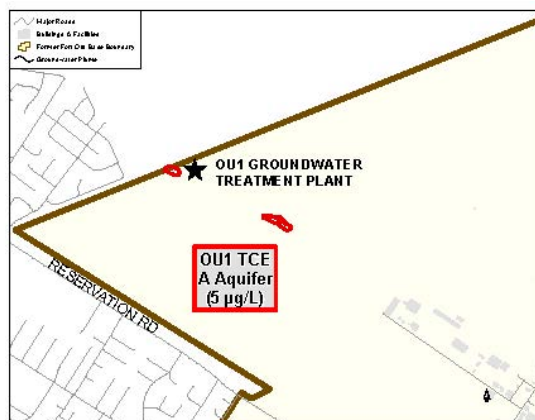 Major Roads
Buildings & Facilities
Former Fort Ord Base Boundary
Groundwater Plume
OU1 GROUNDWATER
TREATMENT PLANT
OU1 TCE
A Aquifer
(5 µg/L)
RESERVATION RD